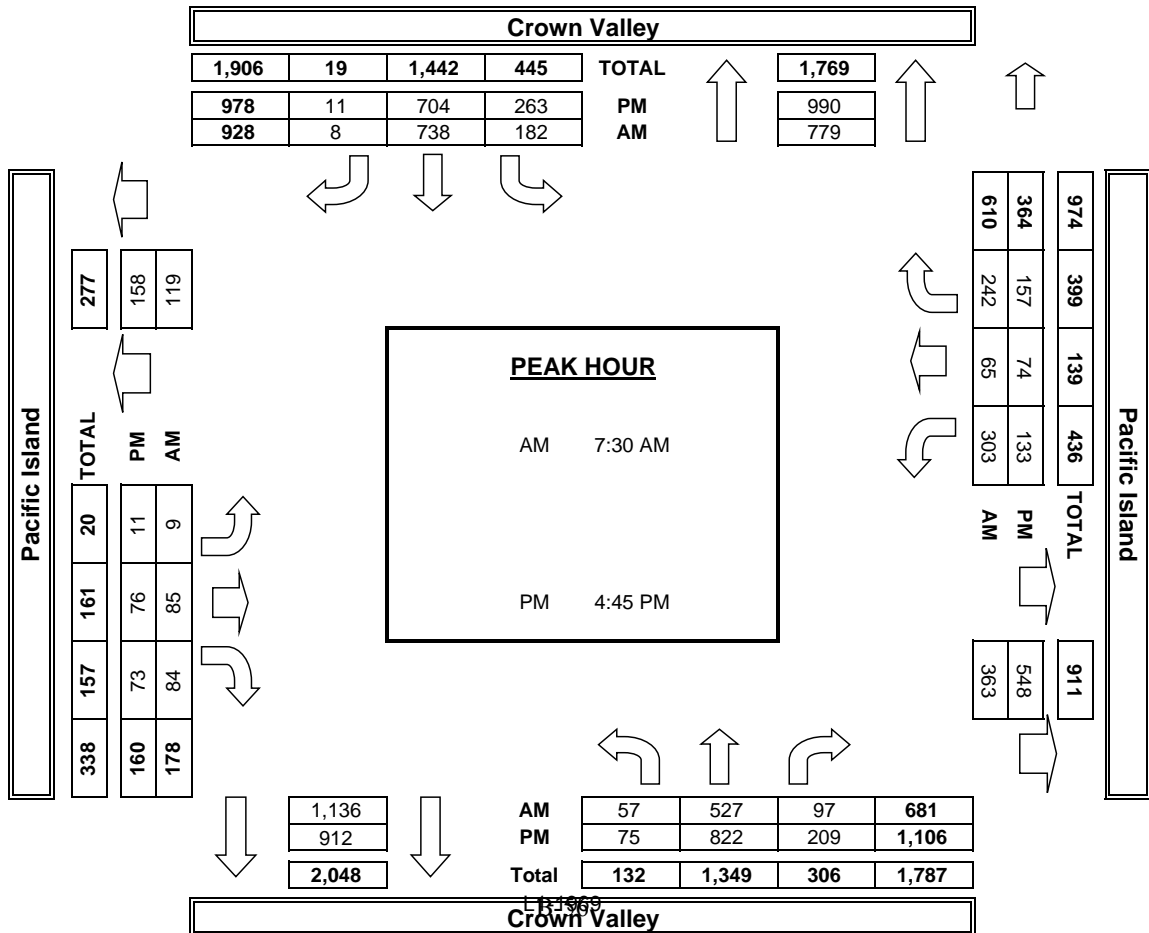 Crown Valley
1,906 19 1,442 445 TOTAL 1,769
978 11 704 263 PM 990
928 8 738 182 AM 779
Pacific Island
277
158
119
TOTAL
PM
AM
20 161 157 338
11 76 73 160
9 85 84 178
PEAK HOUR
AM 7:30 AM
PM 4:45 PM
974 399 139 436 TOTAL
364 157 74 133 PM
610 242 65 303 AM
911
548
363
Pacific Island
1,136 AM 57 527 97 681
912 PM 75 822 209 1,106
2,048 Total 132 1,349 306 1,787
Crown Valley